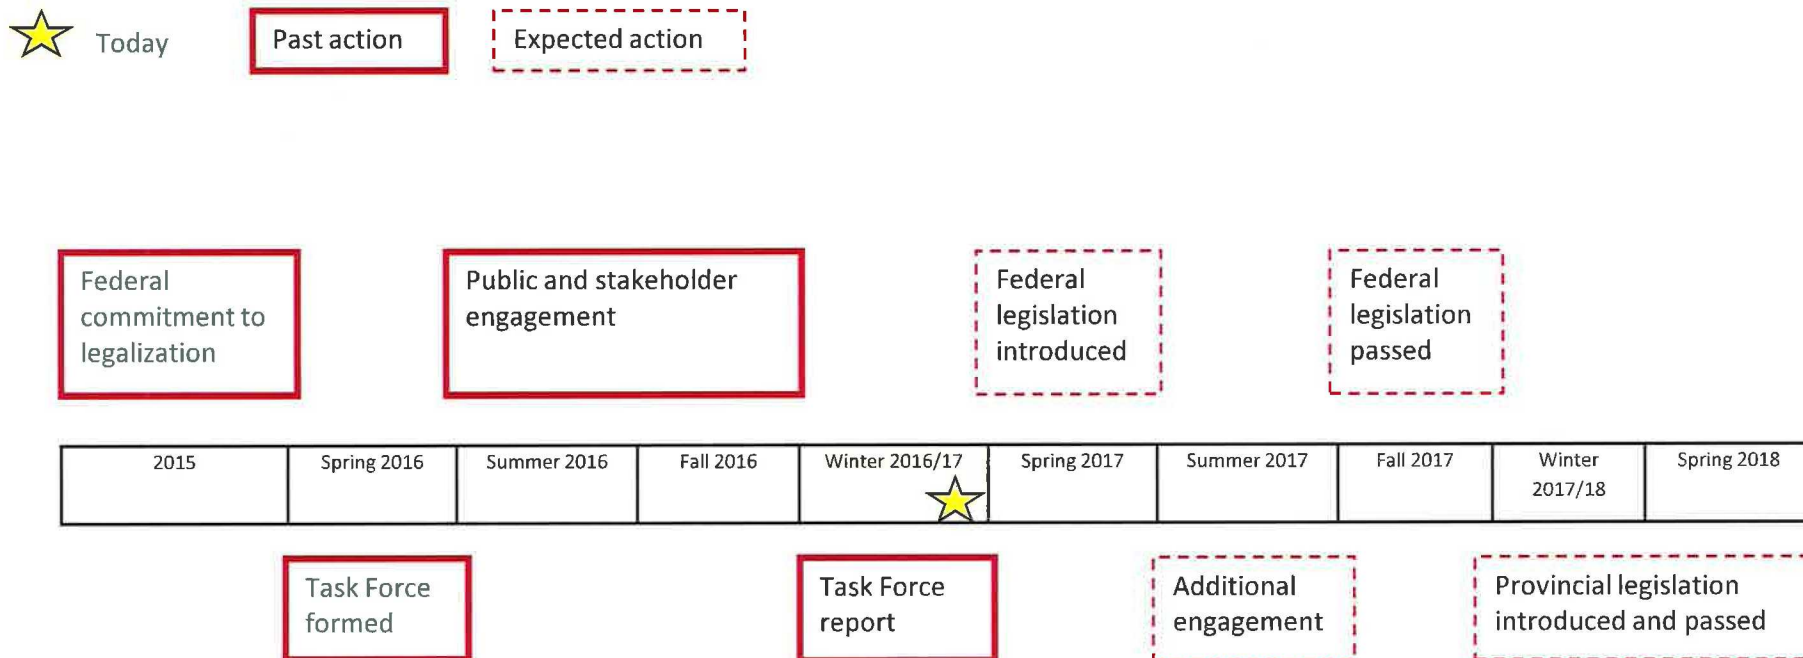 Today
Past action
Expected action
Federal
commitment to
legalization
Public and stakeholder
engagement
Federal
legislation
introduced
Federal
legislation
passed
2015
Spring 2016
Summer 2016
Fall 2016
Winter 2016/17
Spring 2017
Summer 2017
Fall 2017
Winter
2017/18
Spring 2018
Task Force
formed
Task Force
report
Additional
engagement
Provincial legislation
introduced and passed